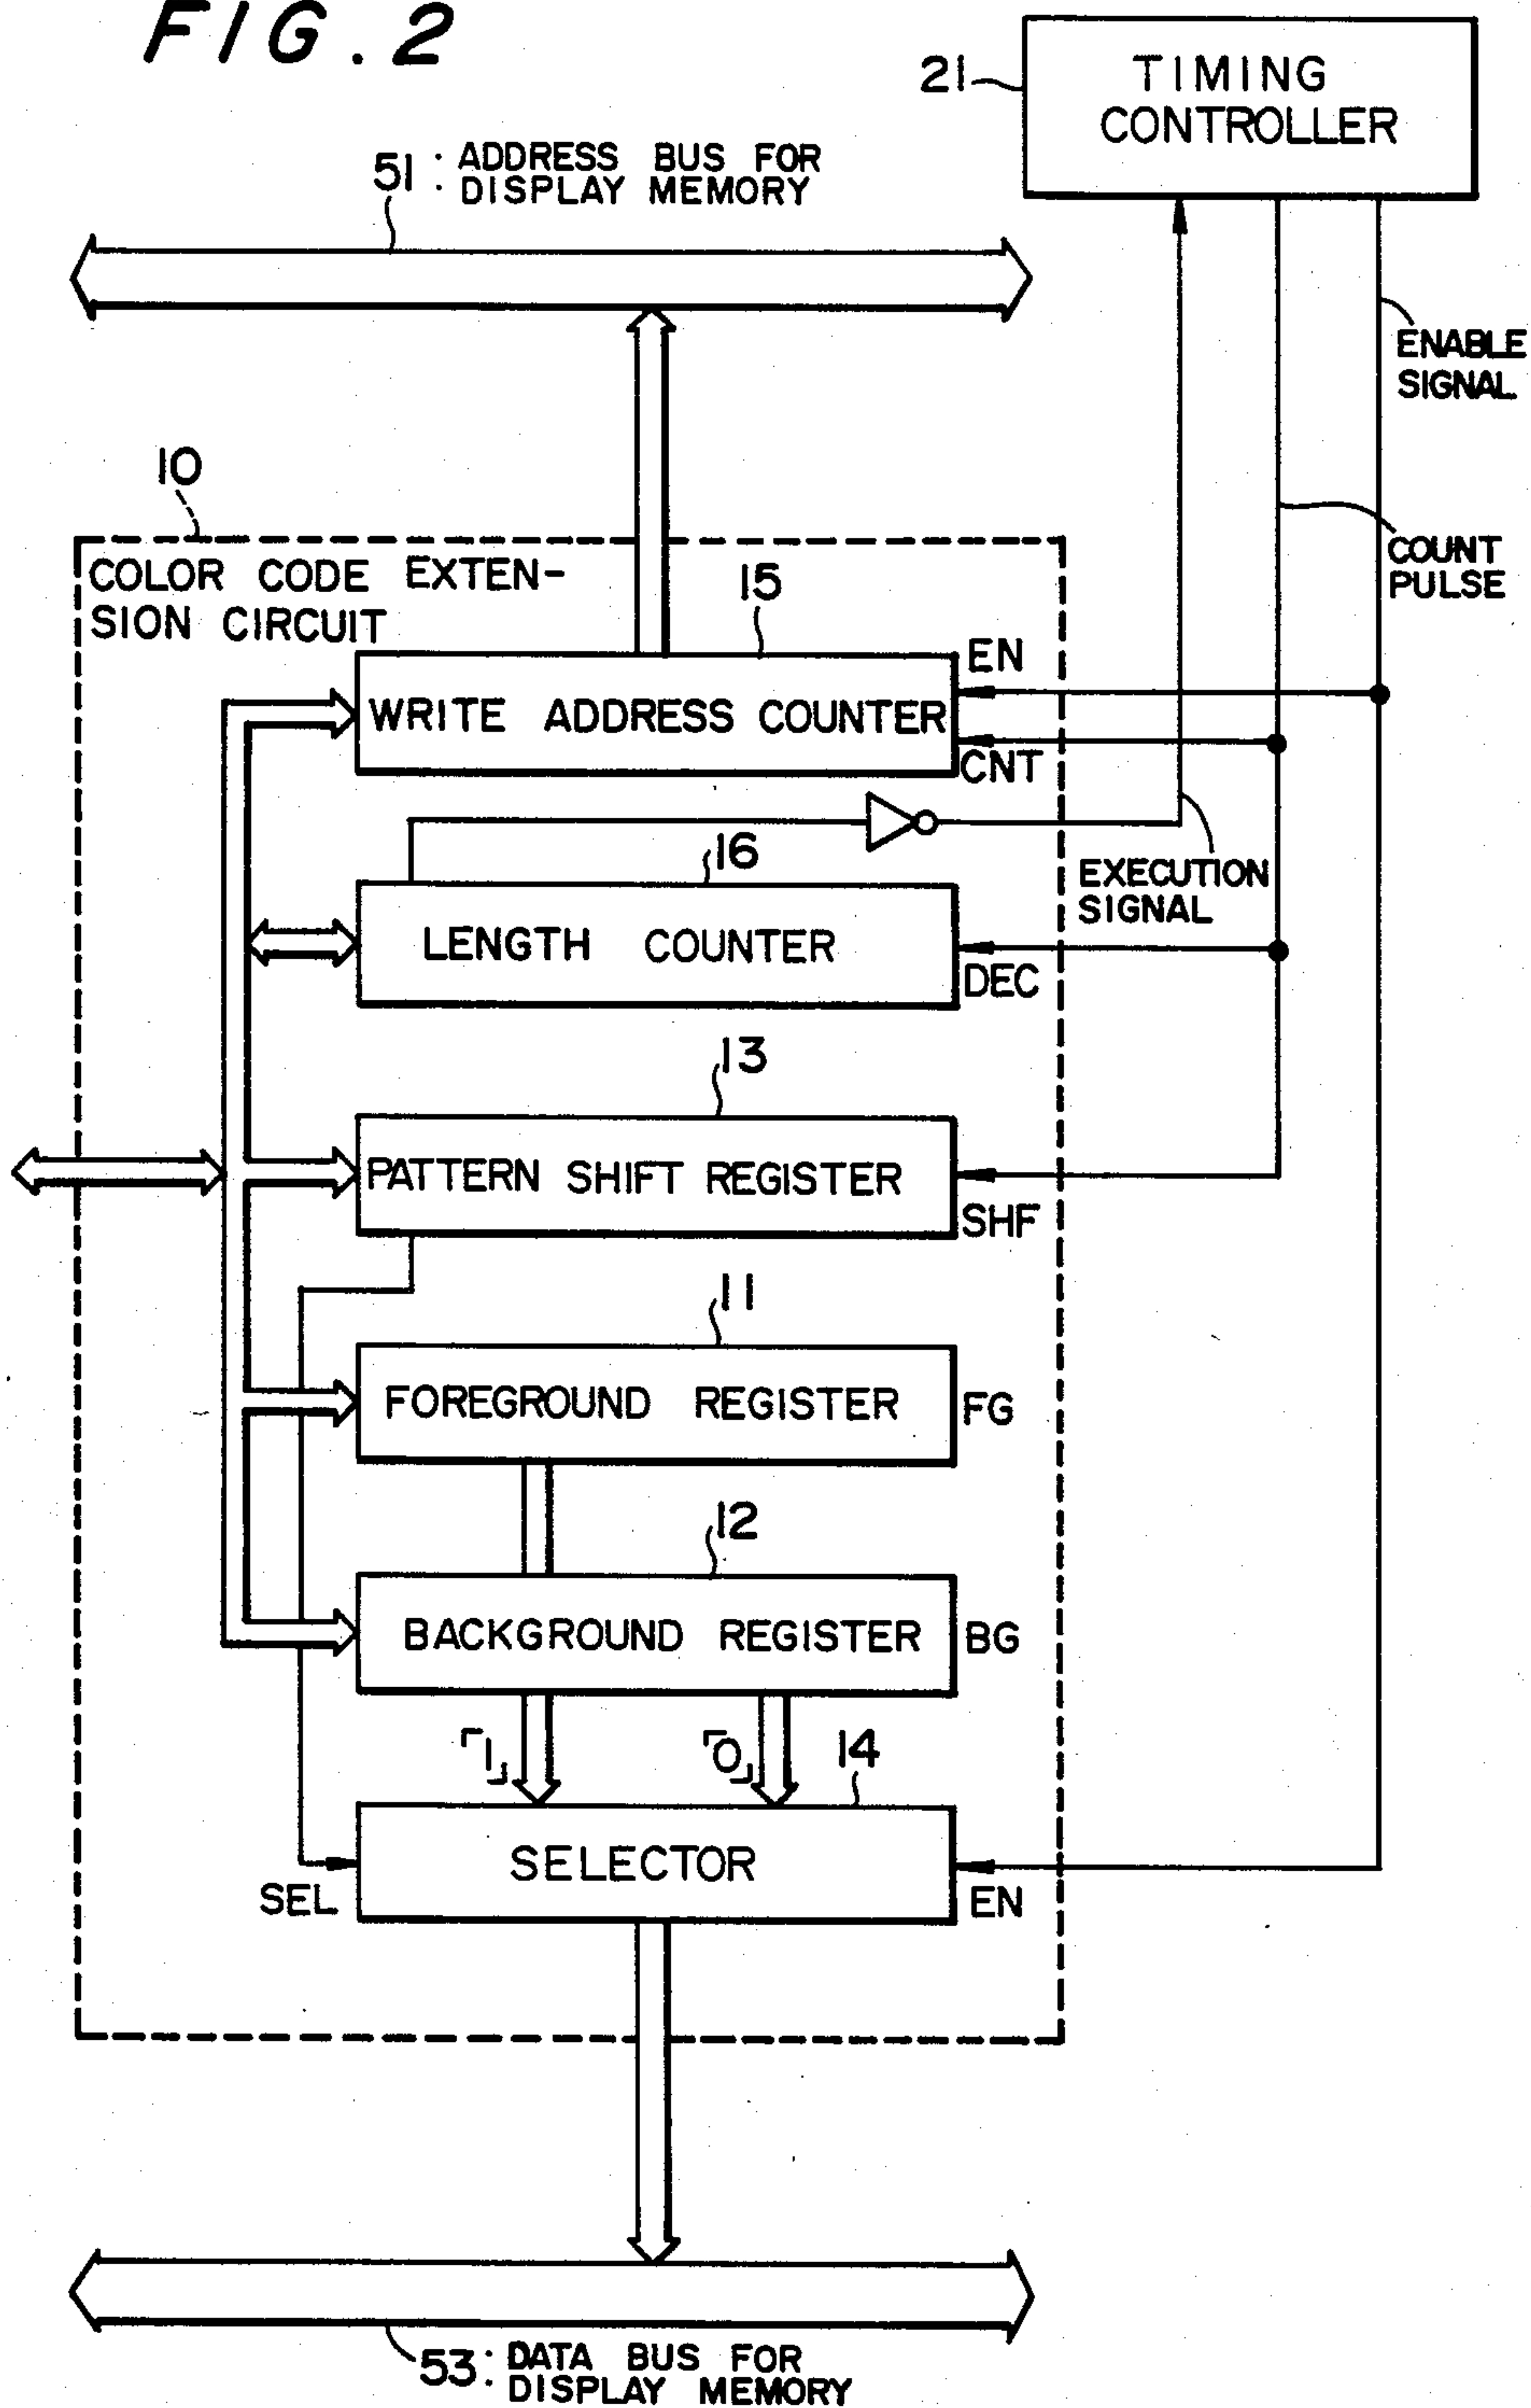 FIG. 2
21
TIMING
CONTROLLER
51 : ADDRESS BUS FOR
DISPLAY MEMORY
ENABLE
SIGNAL
10
COUNT
PULSE
COLOR CODE EXTEN-
SION CIRCUIT
15
EN
WRITE ADDRESS COUNTER
CNT
16
EXECUTION
SIGNAL
LENGTH COUNTER
DEC
13
PATTERN SHIFT REGISTER
SHF
11
FOREGROUND REGISTER
FG
12
BACKGROUND REGISTER
BG
「1」
「0」
14
SELECTOR
SEL
EN
53 : DATA BUS FOR
DISPLAY MEMORY